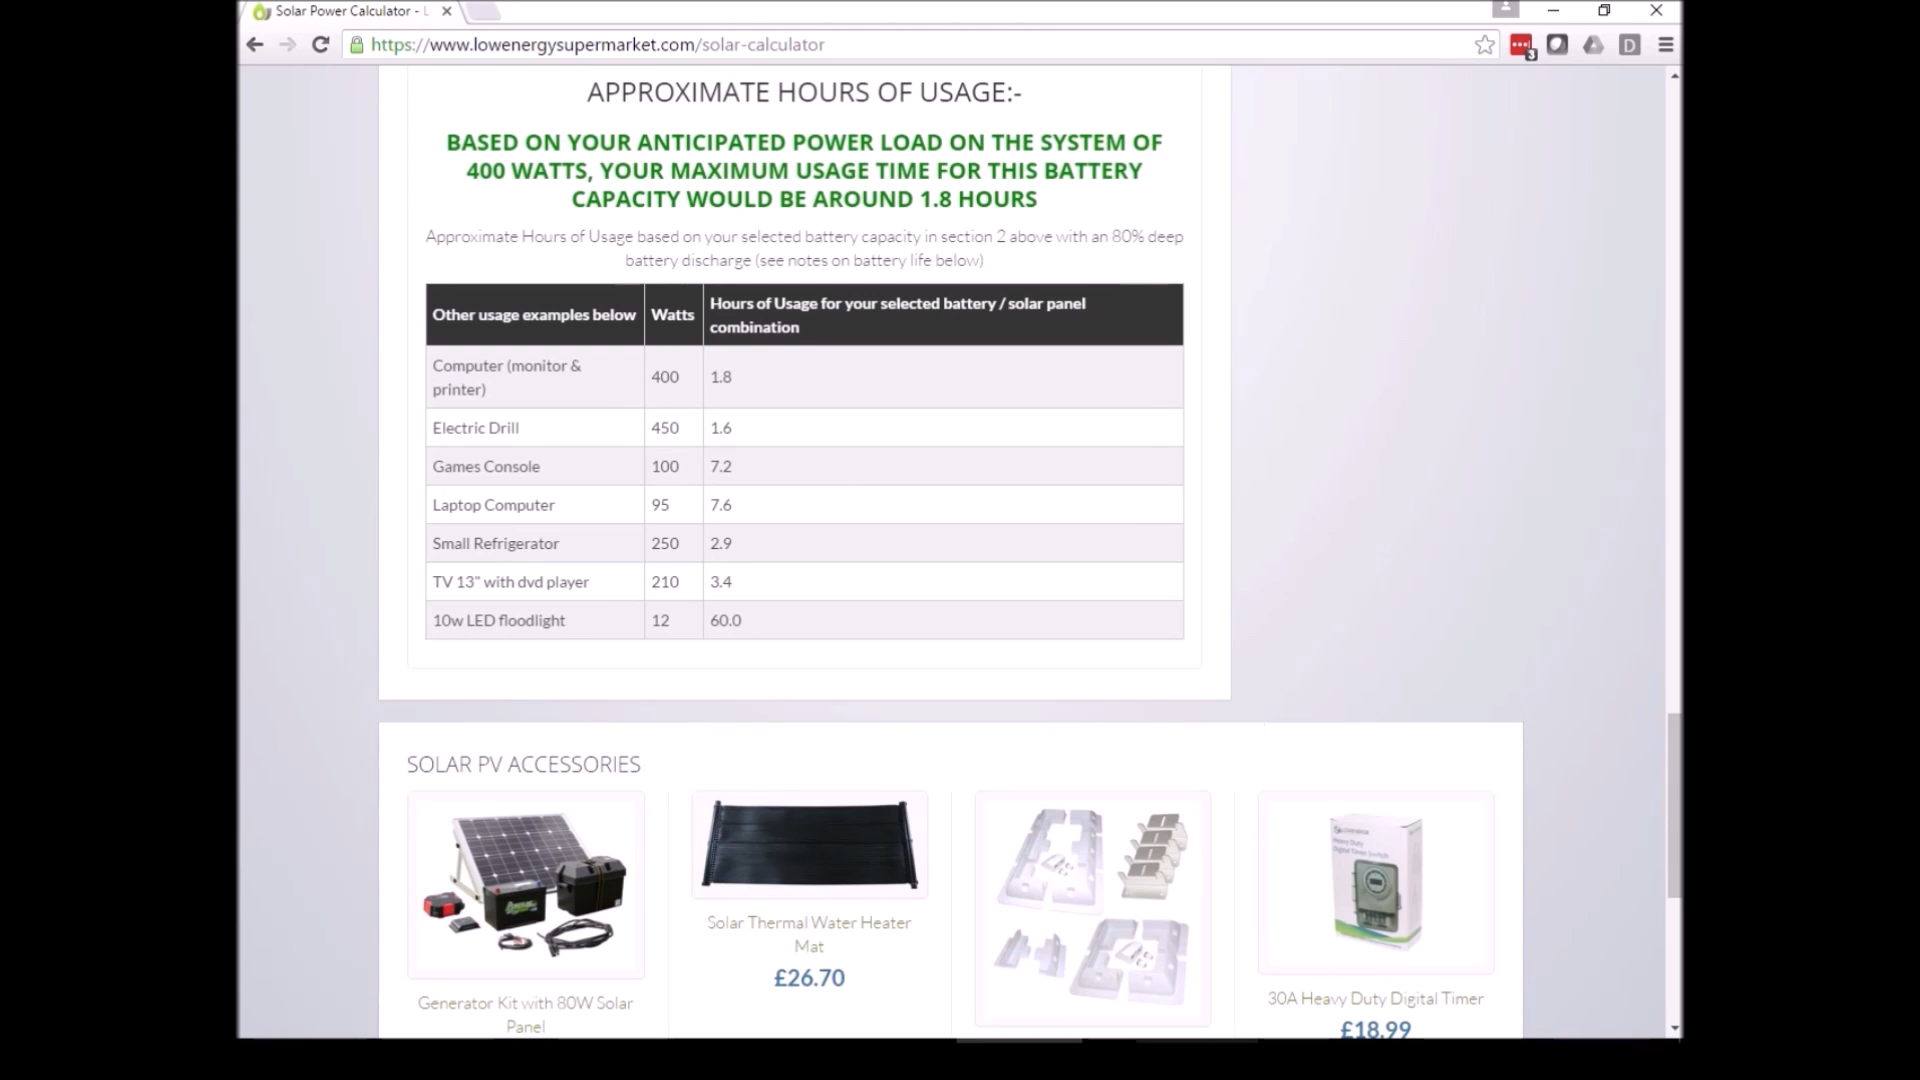 Solar Power Calculator - L
https://www.lowenergysupermarket.com/solar-calculator
3
D
APPROXIMATE HOURS OF USAGE:-
BASED ON YOUR ANTICIPATED POWER LOAD ON THE SYSTEM OF
400 WATTS, YOUR MAXIMUM USAGE TIME FOR THIS BATTERY
CAPACITY WOULD BE AROUND 1.8 HOURS
Approximate Hours of Usage based on your selected battery capacity in section 2 above with an 80% deep
battery discharge (see notes on battery life below)
Other usage examples below Watts Hours of Usage for your selected battery / solar panel
combination
Computer (monitor &
printer) 400 1.8
Electric Drill 450 1.6
Games Console 100 7.2
Laptop Computer 95 7.6
Small Refrigerator 250 2.9
TV 13" with dvd player 210 3.4
10w LED floodlight 12 60.0
SOLAR PV ACCESSORIES
Heavy Duty
Digital Timer Switch
Generator Kit with 80W Solar
Panel
Solar Thermal Water Heater
Mat
£26.70
30A Heavy Duty Digital Timer
£18.99